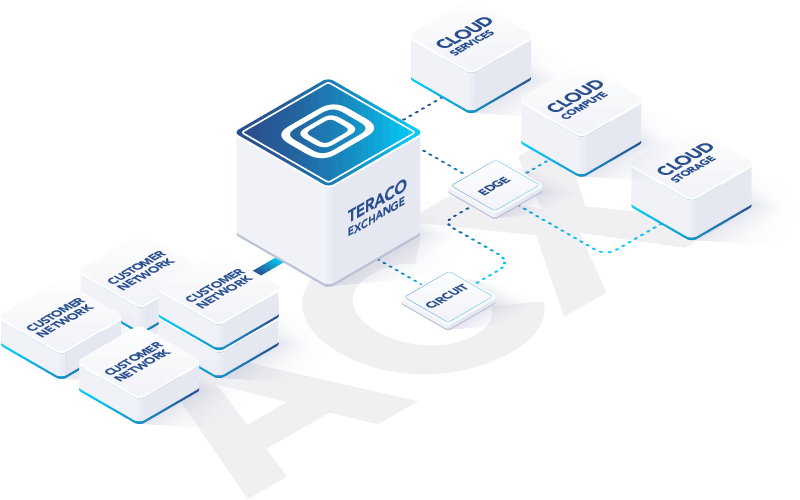 CLOUD
SERVICES
CLOUD
COMPUTE
CLOUD
STORAGE
EDGE
TERACO
EXCHANGE
CIRCUIT
CUSTOMER
NETWORK
CUSTOMER
NETWORK
CUSTOMER
NETWORK
CUSTOMER
NETWORK
ACX